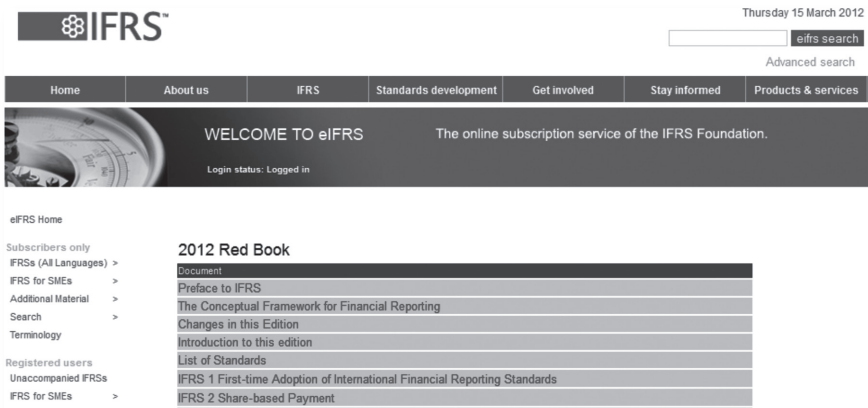 IFRS™
Thursday 15 March 2012
eifrs search
Advanced search
Home About us IFRS Standards development Get involved Stay informed Products & services
WELCOME TO eIFRS The online subscription service of the IFRS Foundation.
Login status: Logged in
eIFRS Home
Subscribers only
IFRSs (All Languages) >
IFRS for SMEs >
Additional Material >
Search >
Terminology
Registered users
Unaccompanied IFRSs
IFRS for SMEs >
2012 Red Book
Document
Preface to IFRS
The Conceptual Framework for Financial Reporting
Changes in this Edition
Introduction to this edition
List of Standards
IFRS 1 First-time Adoption of International Financial Reporting Standards
IFRS 2 Share-based Payment